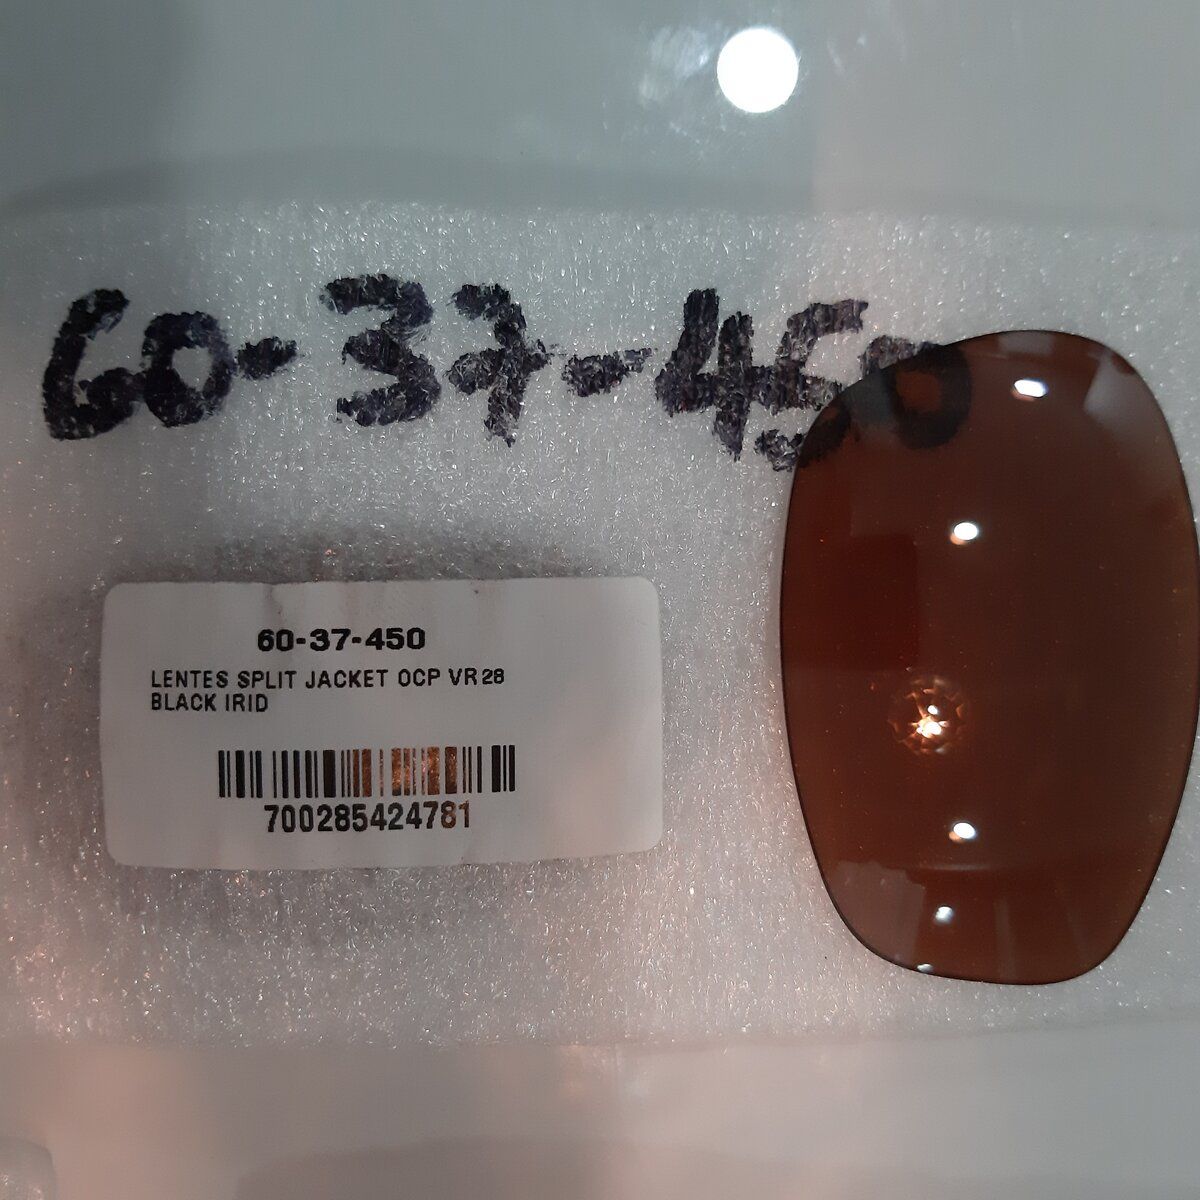 60-37-450
60-37-450
LENTES SPLIT JACKET OCP VR28
BLACK IRID
700285424781